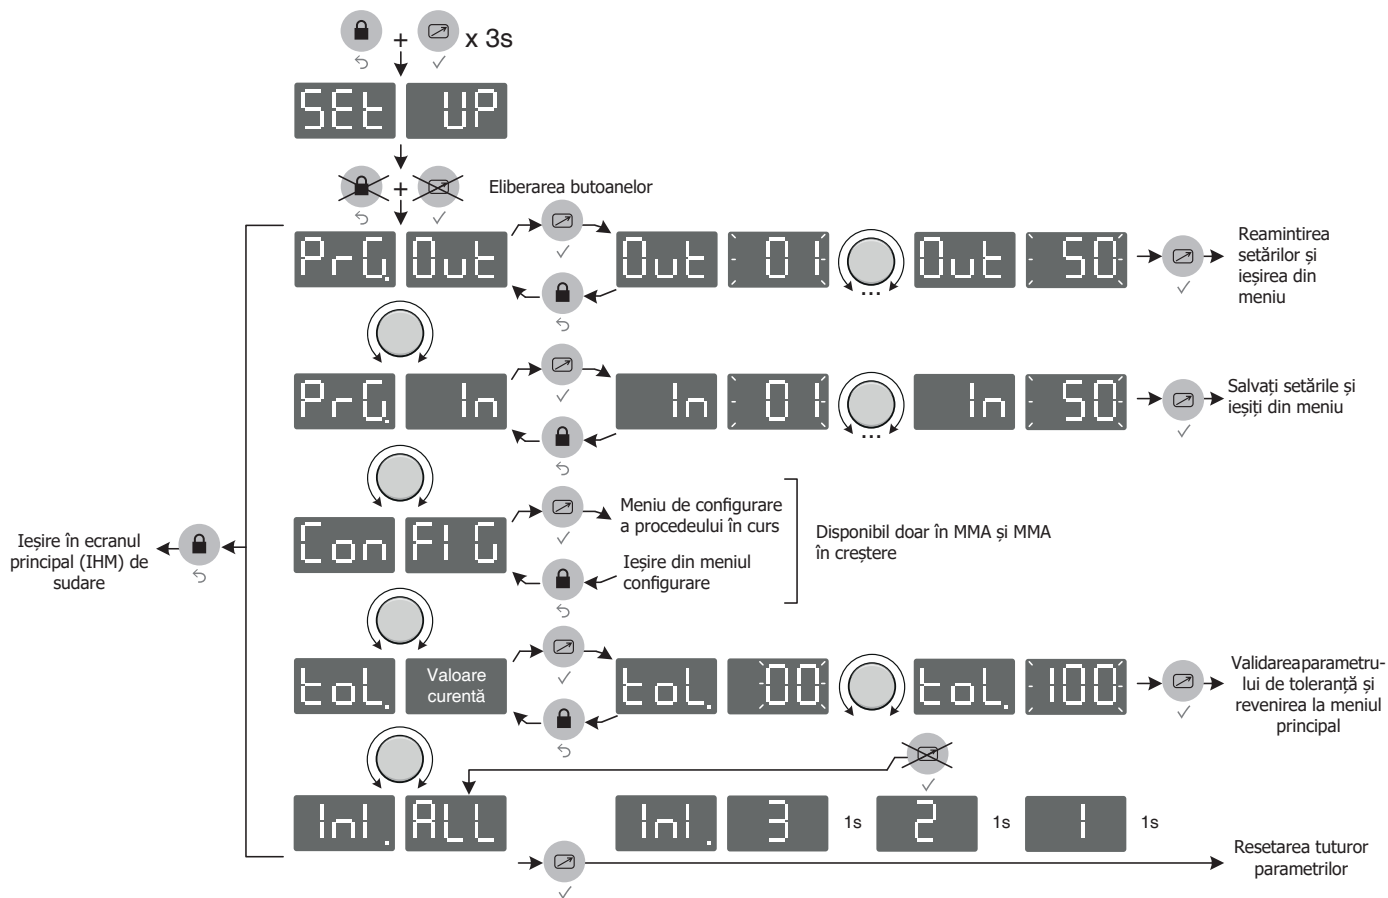 + x 3s
SEt UP
+
Eliberarea butoanelor
PrG. Out
Out 01
...
Out 50
Reamintirea
setărilor și
ieșirea din
meniu
PrG. In
In 01
...
In 50
Salvați setările și
ieșiți din meniu
Con FIG
Meniu de configurare
a procedeului în curs
Ieșire din meniul
configurare
Disponibil doar în MMA și MMA
în creștere
Ieșire în ecranul
principal (IHM) de
sudare
toL.
Valoare
curentă
toL. 00
toL. 100
Validareaparametru-
lui de toleranță și
revenirea la meniul
principal
InI. ALL
InI. 3 1s 2 1s 1 1s
Resetarea tuturor
parametrilor